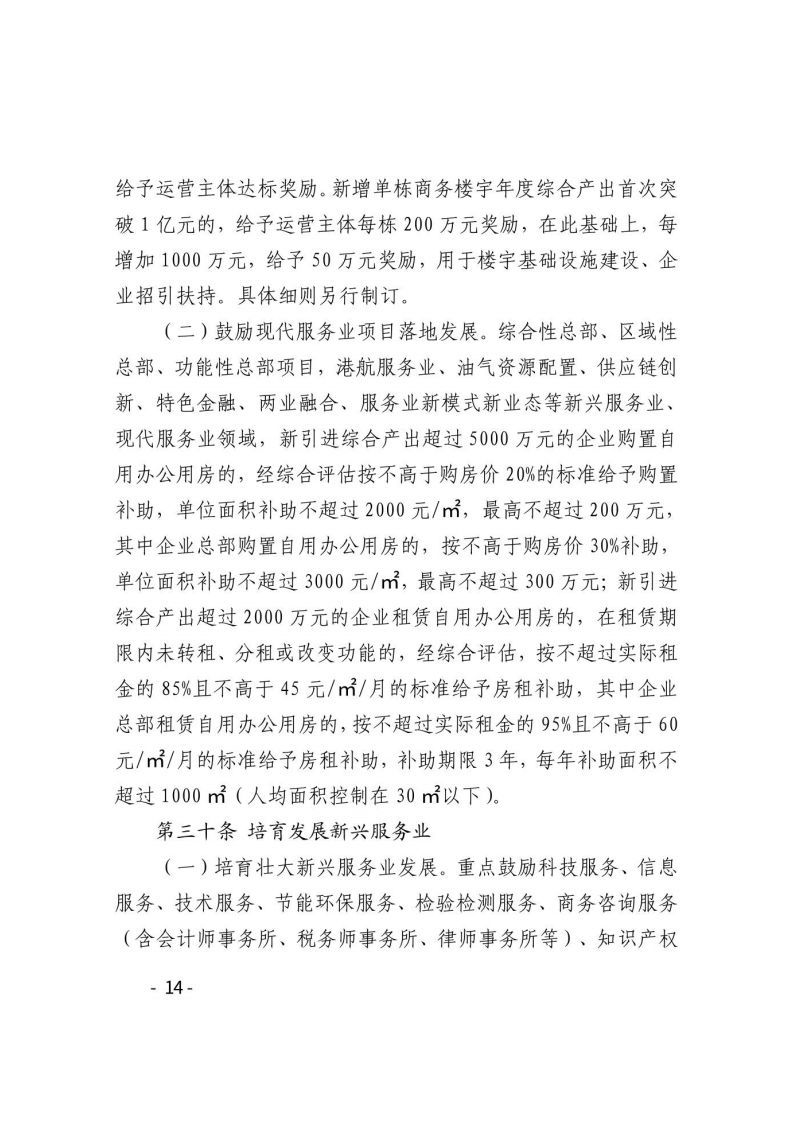 给予运营主体达标奖励。新增单栋商务楼宇年度综合产出首次突
破 1 亿元的，给予运营主体每栋 200 万元奖励，在此基础上，每
增加 1000 万元，给予 50 万元奖励，用于楼宇基础设施建设、企
业招引扶持。具体细则另行制订。
（二）鼓励现代服务业项目落地发展。综合性总部、区域性
总部、功能性总部项目，港航服务业、油气资源配置、供应链创
新、特色金融、两业融合、服务业新模式新业态等新兴服务业、
现代服务业领域，新引进综合产出超过 5000 万元的企业购置自
用办公用房的，经综合评估按不高于购房价 20%的标准给予购置
补助，单位面积补助不超过 2000 元/㎡，最高不超过 200 万元，
其中企业总部购置自用办公用房的，按不高于购房价 30%补助，
单位面积补助不超过 3000 元/㎡，最高不超过 300 万元；新引进
综合产出超过 2000 万元的企业租赁自用办公用房的，在租赁期
限内未转租、分租或改变功能的，经综合评估，按不超过实际租
金的 85%且不高于 45 元/㎡/月的标准给予房租补助，其中企业
总部租赁自用办公用房的，按不超过实际租金的 95%且不高于 60
元/㎡/月的标准给予房租补助，补助期限 3 年，每年补助面积不
超过 1000 ㎡（人均面积控制在 30 ㎡以下）。
第三十条 培育发展新兴服务业
（一）培育壮大新兴服务业发展。重点鼓励科技服务、信息
服务、技术服务、节能环保服务、检验检测服务、商务咨询服务
（含会计师事务所、税务师事务所、律师事务所等）、知识产权
- 14 -